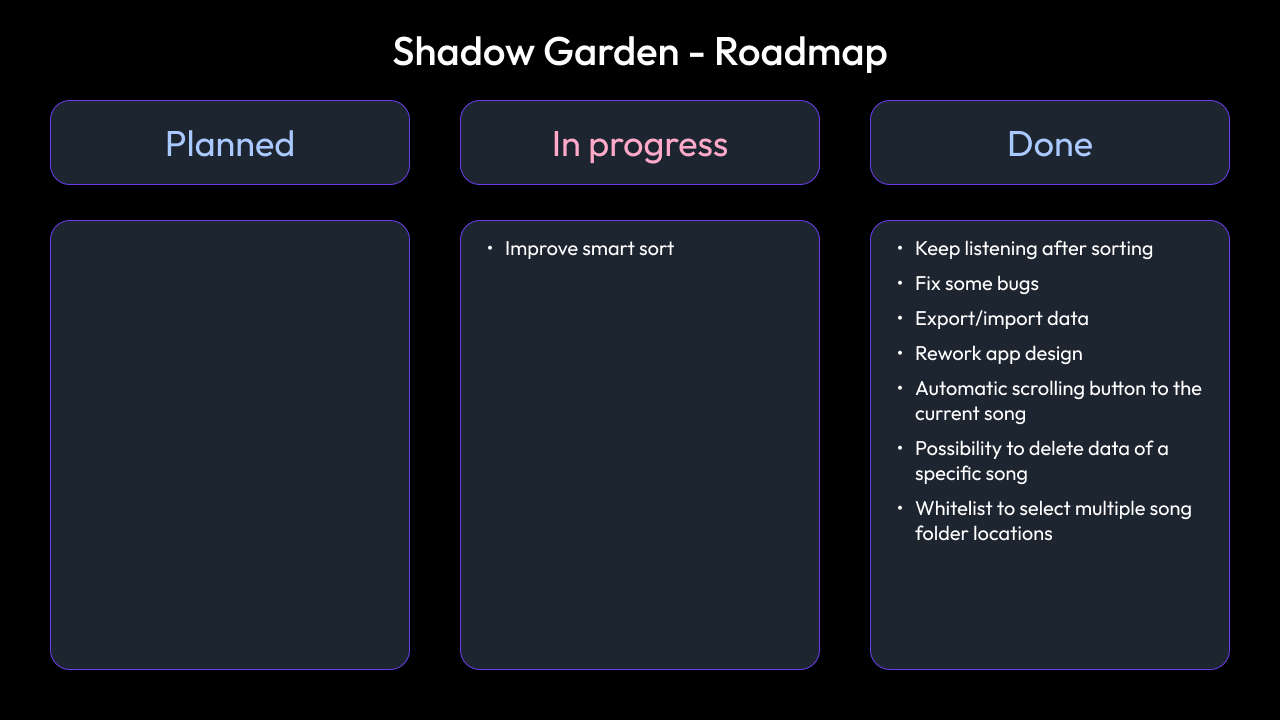 Shadow Garden - Roadmap
Planned
In progress
Done
• Improve smart sort
• Keep listening after sorting
• Fix some bugs
• Export/import data
• Rework app design
• Automatic scrolling button to the
current song
• Possibility to delete data of a
specific song
• Whitelist to select multiple song
folder locations